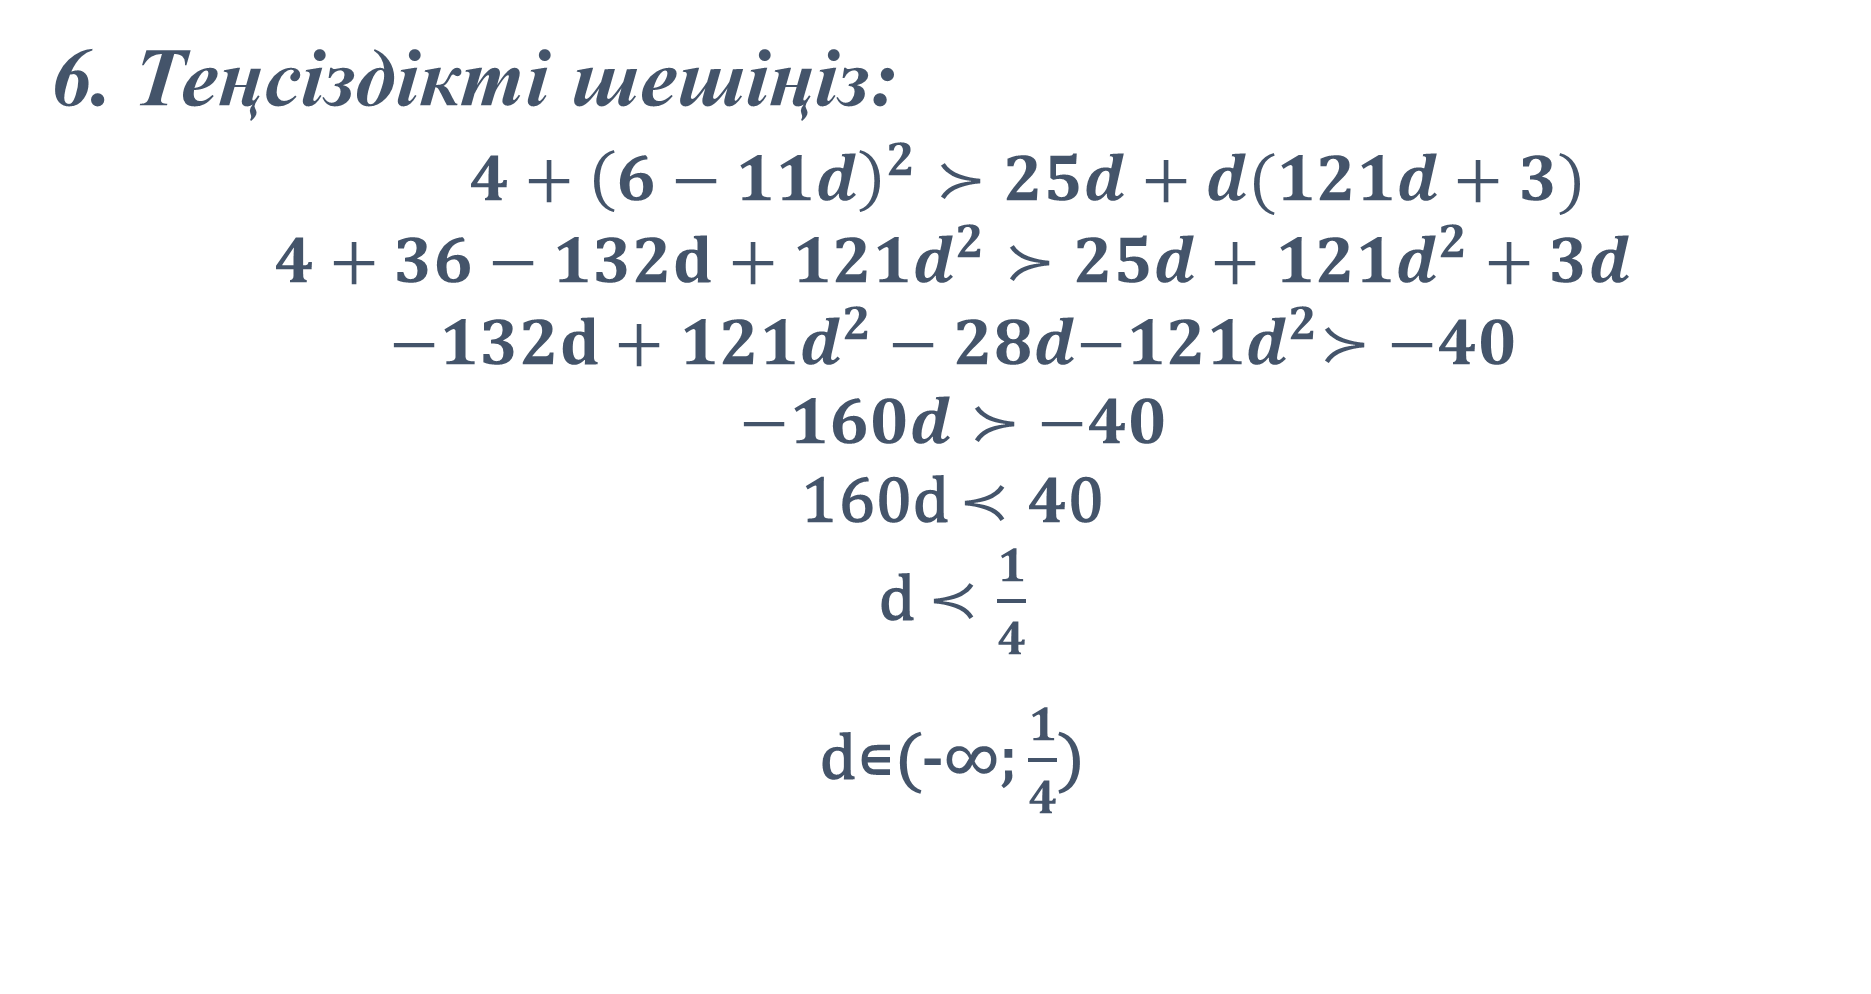 6. Теңсіздікті шешіңіз:
4 + (6 − 11d)² ≻ 25d + d(121d + 3)
4 + 36 − 132d + 121d² ≻ 25d + 121d² + 3d
−132d + 121d² − 28d−121d²≻ −40
−160d ≻ −40
160d ≺ 40
d ≺ 1/4
d∈(-∞; 1/4)